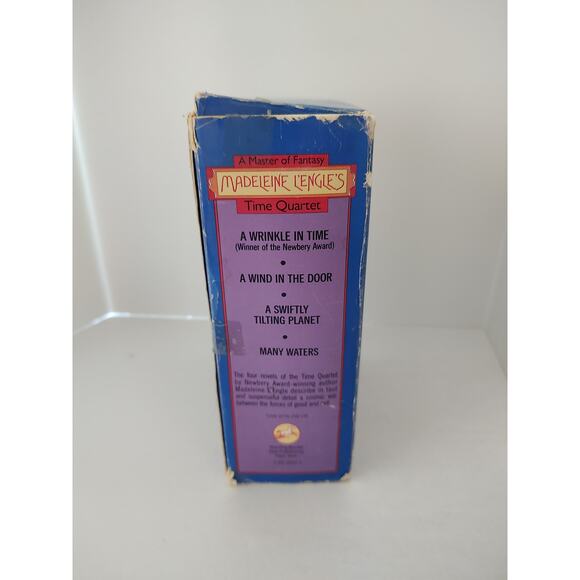 A Master of Fantasy
MADELEINE L'ENGLE'S
Time Quartet
A WRINKLE IN TIME
(Winner of the Newbery Award)
•
A WIND IN THE DOOR
•
A SWIFTLY
TILTING PLANET
•
MANY WATERS
The four novels of the Time Quartet
by Newbery Award-winning author
Madeleine L'Engle describe in taut
and suspenseful detail a cosmic war
between the forces of good and evil.